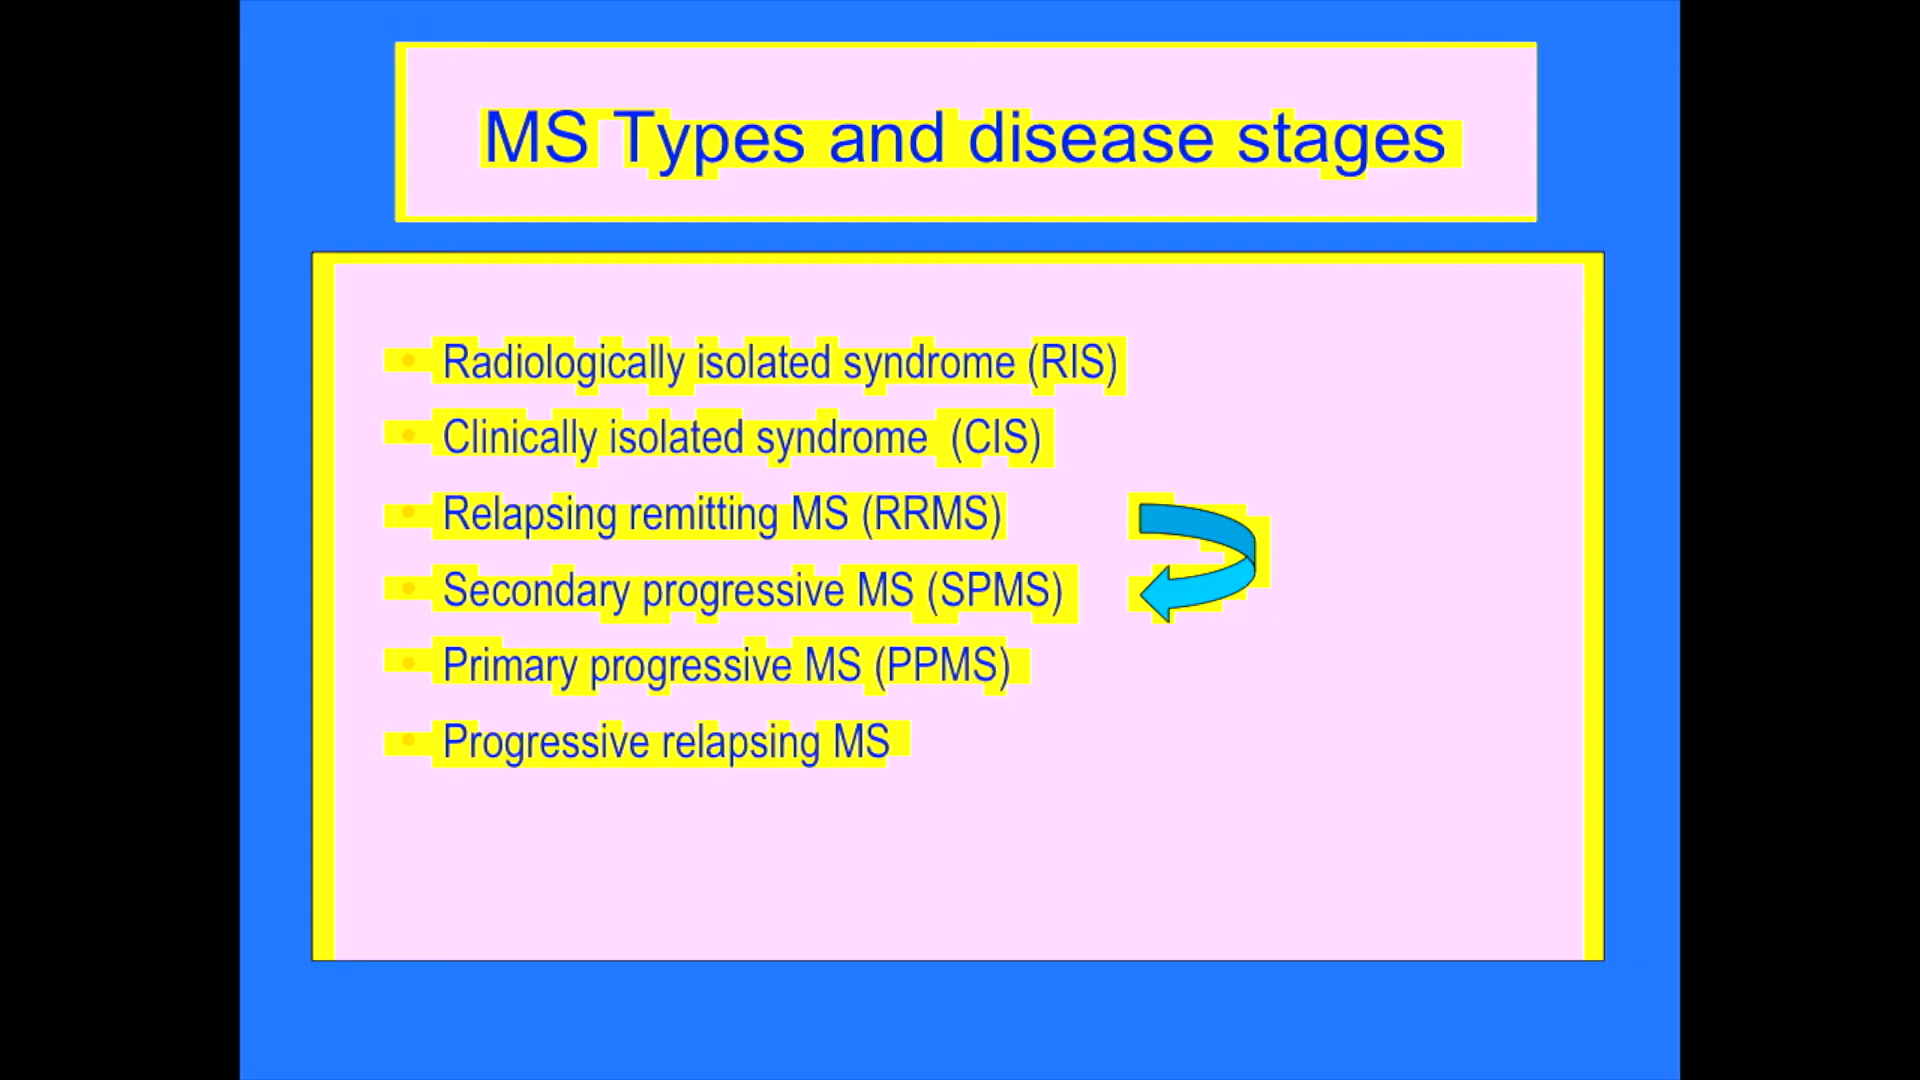 MS Types and disease stages
• Radiologically isolated syndrome (RIS)
• Clinically isolated syndrome  (CIS)
• Relapsing remitting MS (RRMS)
• Secondary progressive MS (SPMS)
• Primary progressive MS (PPMS)
• Progressive relapsing MS